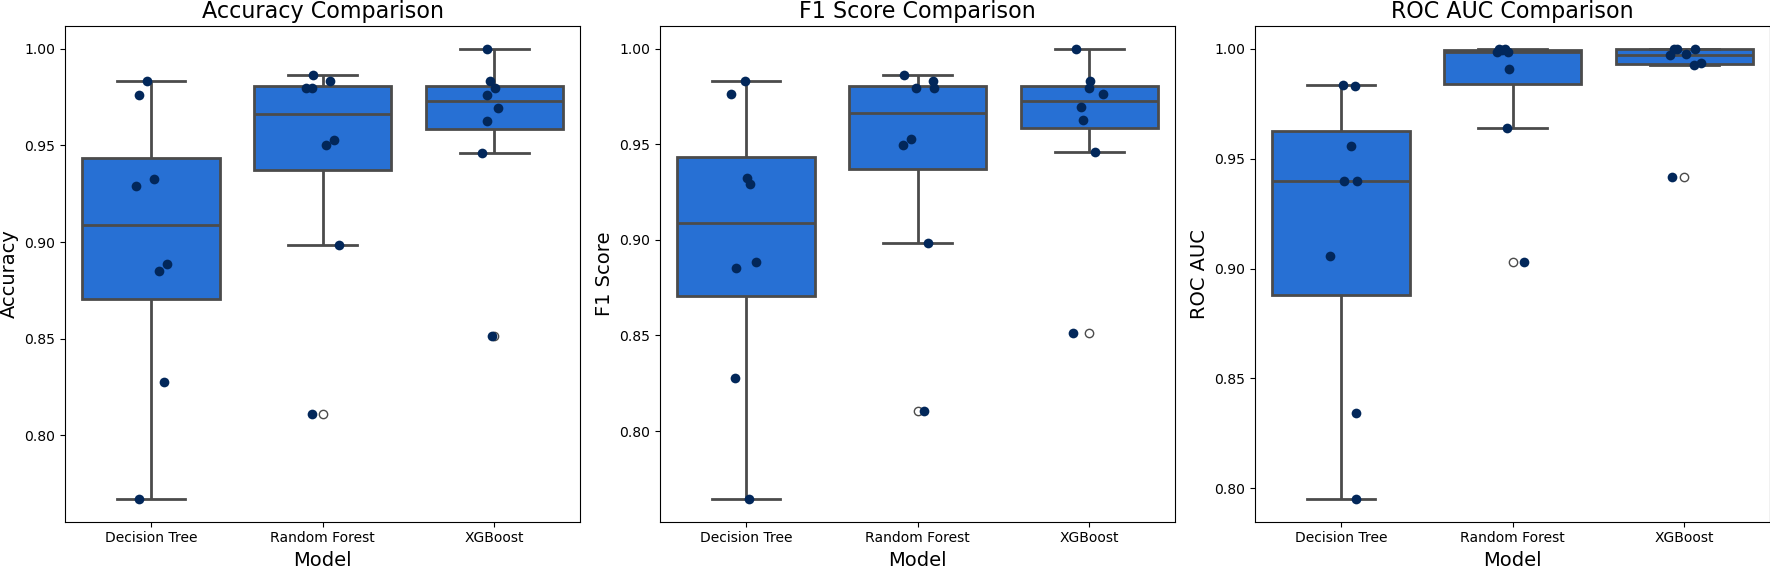 Accuracy Comparison
Accuracy
1.00
0.95
0.90
0.85
0.80
Decision Tree
Random Forest
XGBoost
Model
F1 Score Comparison
F1 Score
1.00
0.95
0.90
0.85
0.80
Decision Tree
Random Forest
XGBoost
Model
ROC AUC Comparison
ROC AUC
1.00
0.95
0.90
0.85
0.80
Decision Tree
Random Forest
XGBoost
Model